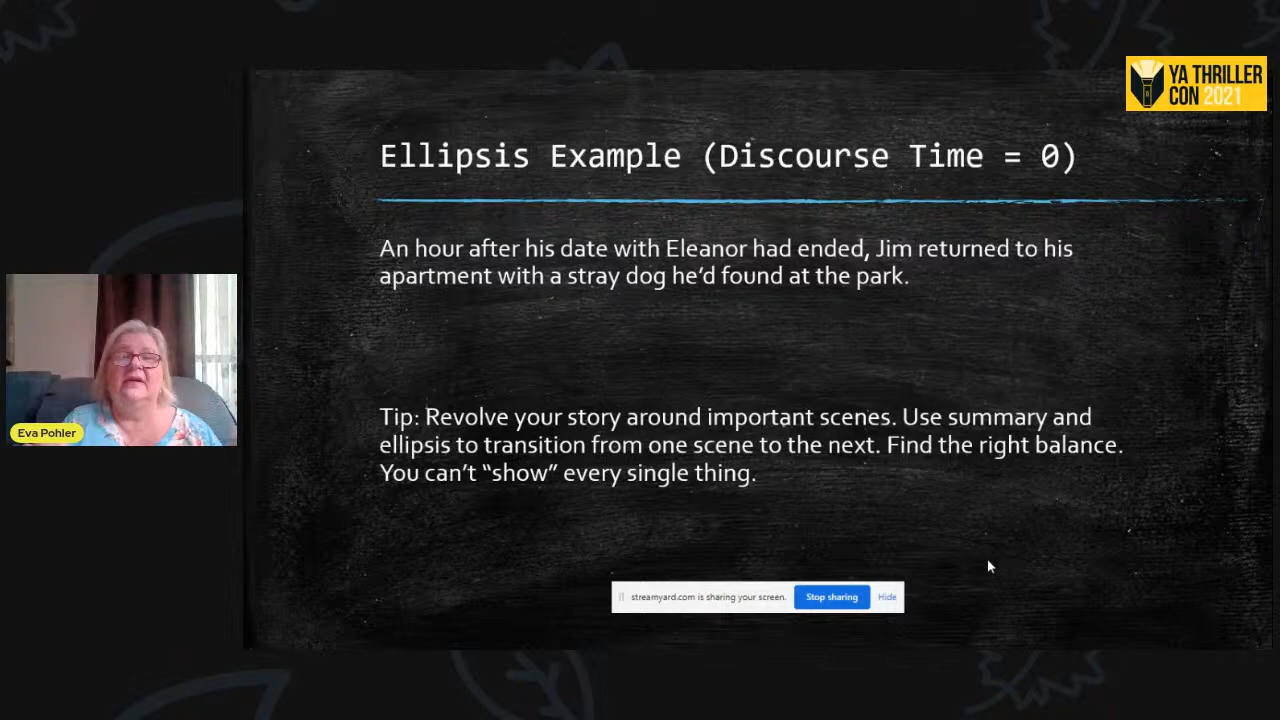 YA THRILLER
CON 2021
Ellipsis Example (Discourse Time = 0)
An hour after his date with Eleanor had ended, Jim returned to his
apartment with a stray dog he’d found at the park.
Eva Pohler
Tip: Revolve your story around important scenes. Use summary and
ellipsis to transition from one scene to the next. Find the right balance.
You can’t “show” every single thing.
streamyard.com is sharing your screen.
Stop sharing
Hide